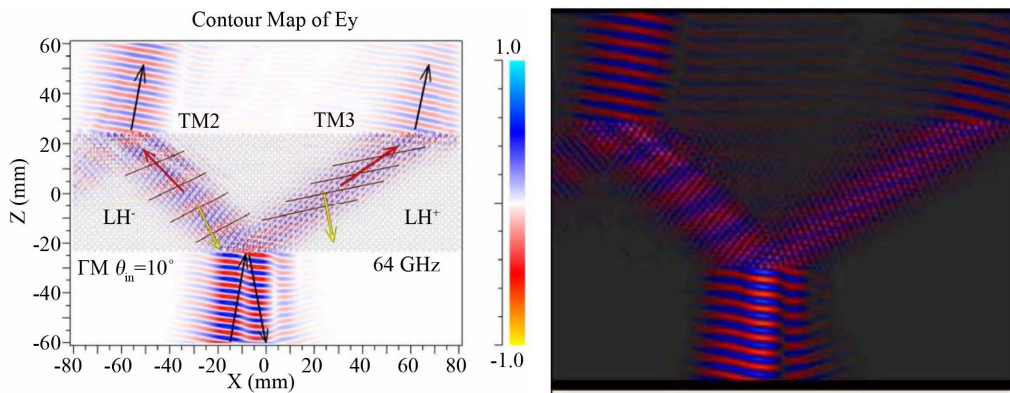 Contour Map of Ey
60
40
20
0
-20
-40
-60
Z (mm)
TM2
TM3
LH⁻
LH⁺
ΓM θin=10°
64 GHz
-80 -60 -40 -20 0 20 40 60 80
X (mm)
1.0
-1.0